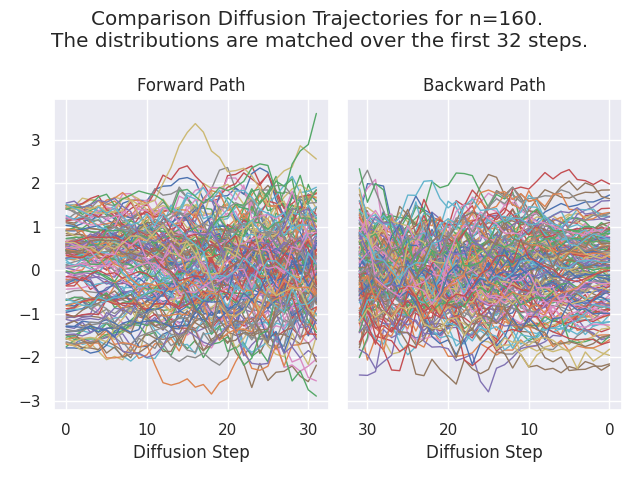 Comparison Diffusion Trajectories for n=160.
The distributions are matched over the first 32 steps.
Forward Path
Backward Path
3
2
1
0
−1
−2
−3
0 10 20 30
30 20 10 0
Diffusion Step
Diffusion Step